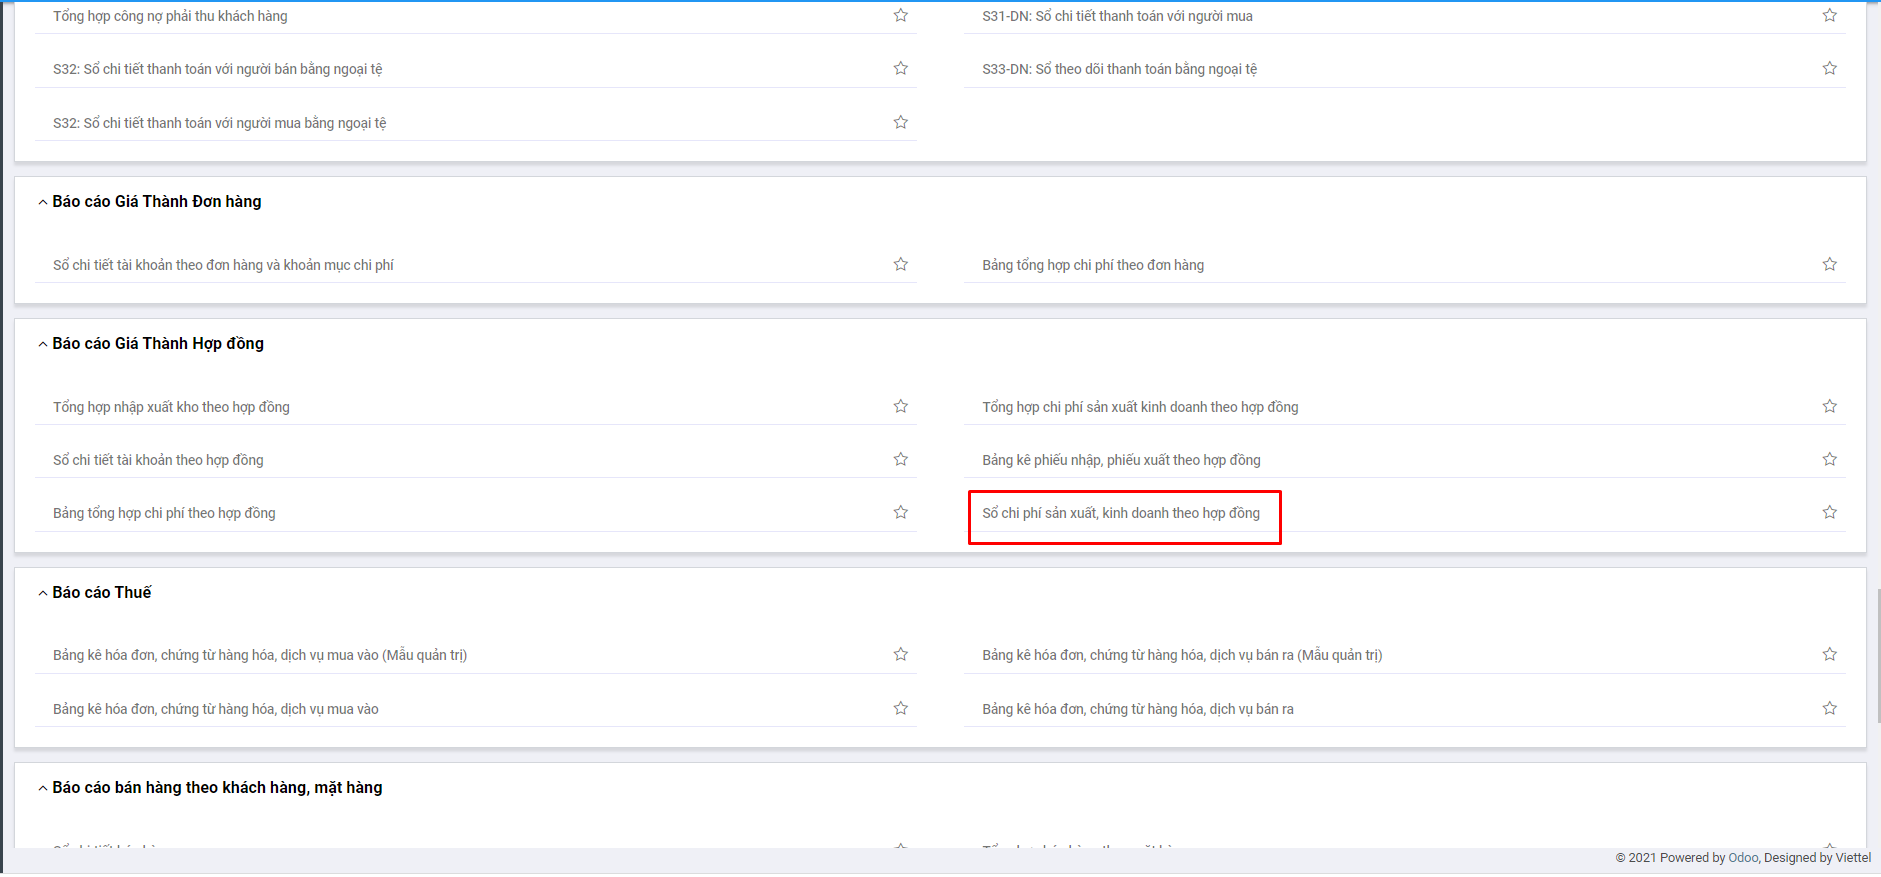 Tổng hợp công nợ phải thu khách hàng
S31-DN: Sổ chi tiết thanh toán với người mua
S32: Sổ chi tiết thanh toán với người bán bằng ngoại tệ
S33-DN: Sổ theo dõi thanh toán bằng ngoại tệ
S32: Sổ chi tiết thanh toán với người mua bằng ngoại tệ
Báo cáo Giá Thành Đơn hàng
Sổ chi tiết tài khoản theo đơn hàng và khoản mục chi phí
Bảng tổng hợp chi phí theo đơn hàng
Báo cáo Giá Thành Hợp đồng
Tổng hợp nhập xuất kho theo hợp đồng
Tổng hợp chi phí sản xuất kinh doanh theo hợp đồng
Sổ chi tiết tài khoản theo hợp đồng
Bảng kê phiếu nhập, phiếu xuất theo hợp đồng
Bảng tổng hợp chi phí theo hợp đồng
Sổ chi phí sản xuất, kinh doanh theo hợp đồng
Báo cáo Thuế
Bảng kê hóa đơn, chứng từ hàng hóa, dịch vụ mua vào (Mẫu quản trị)
Bảng kê hóa đơn, chứng từ hàng hóa, dịch vụ bán ra (Mẫu quản trị)
Bảng kê hóa đơn, chứng từ hàng hóa, dịch vụ mua vào
Bảng kê hóa đơn, chứng từ hàng hóa, dịch vụ bán ra
Báo cáo bán hàng theo khách hàng, mặt hàng
© 2021 Powered by Odoo, Designed by Viettel